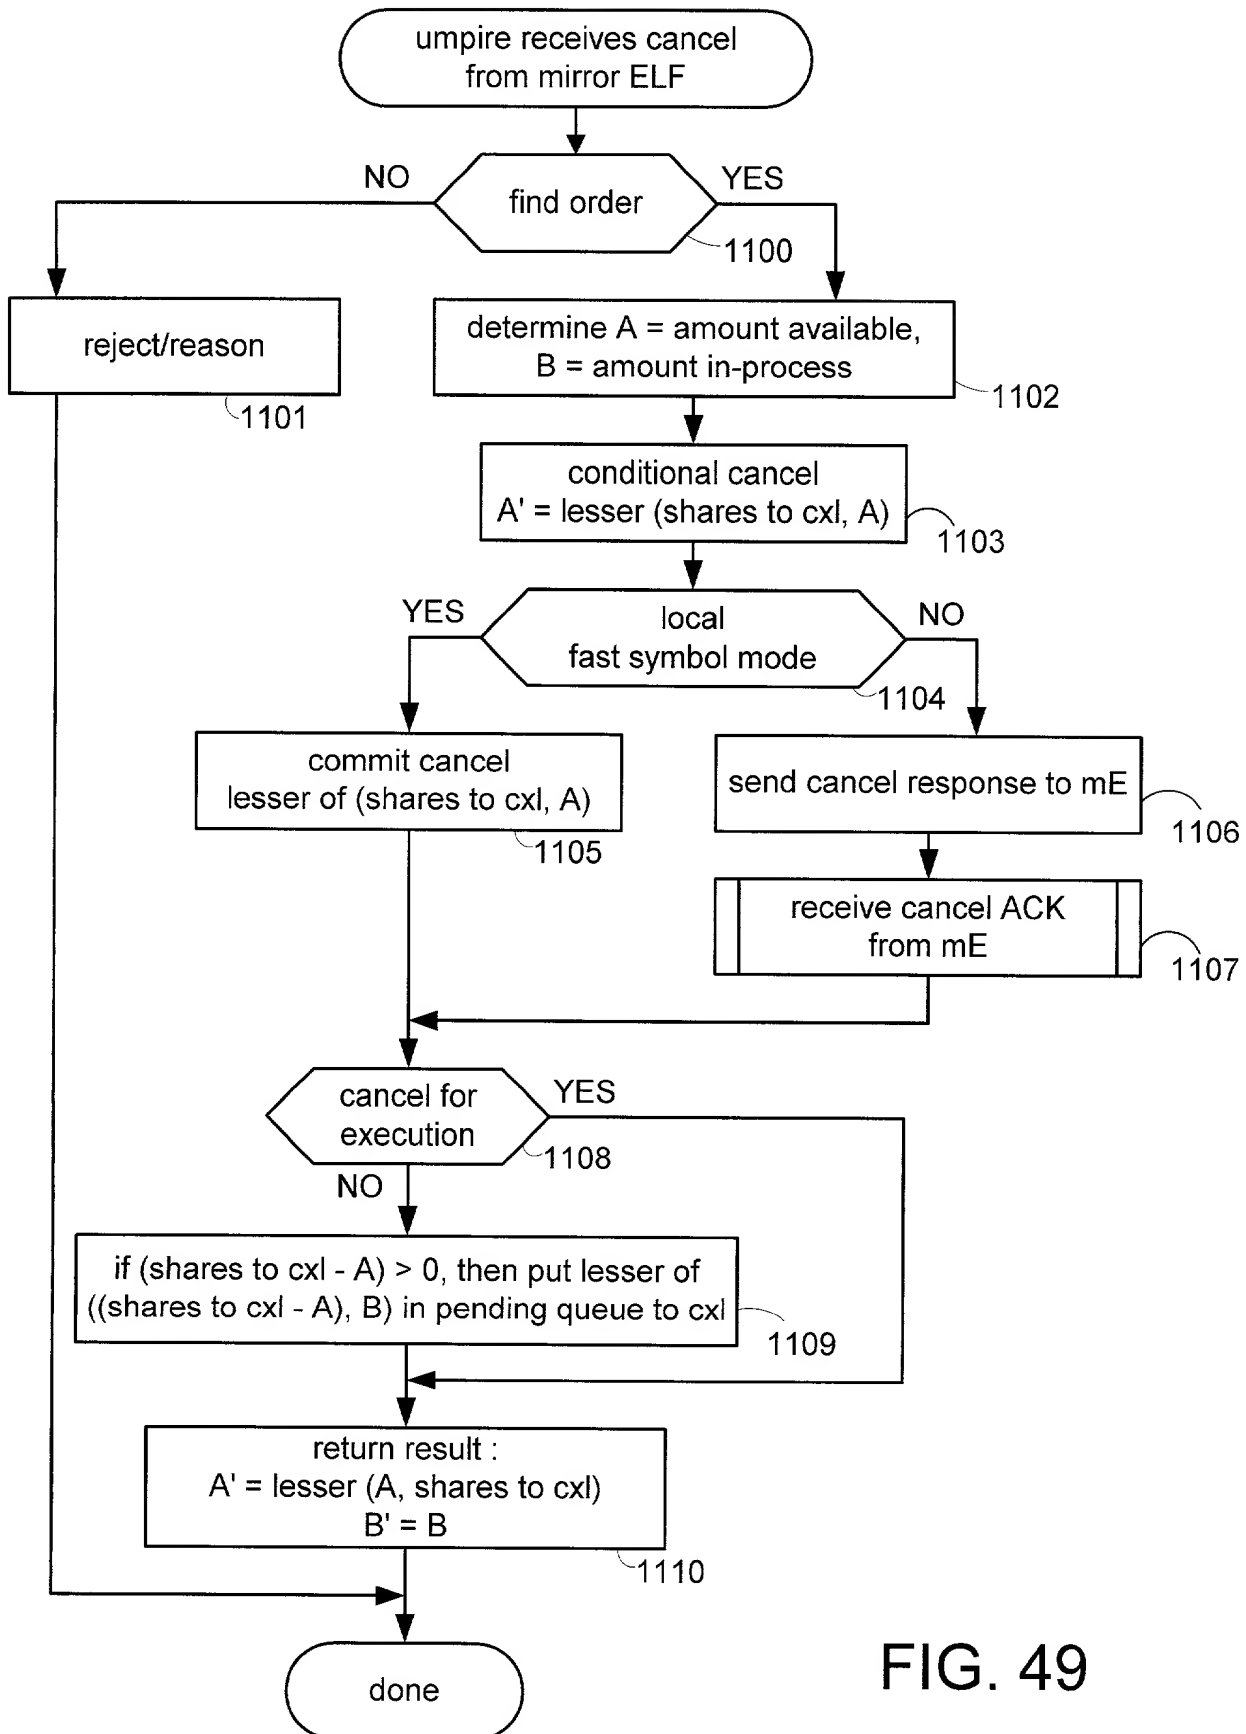 umpire receives cancel
from mirror ELF
NO
YES
find order
1100
reject/reason
1101
determine A = amount available,
B = amount in-process
1102
conditional cancel
A' = lesser (shares to cxl, A)
1103
YES
NO
local
fast symbol mode
1104
commit cancel
lesser of (shares to cxl, A)
1105
send cancel response to mE
1106
receive cancel ACK
from mE
1107
cancel for
execution
YES
1108
NO
if (shares to cxl - A) > 0, then put lesser of
((shares to cxl - A), B) in pending queue to cxl
1109
return result :
A' = lesser (A, shares to cxl)
B' = B
1110
done
FIG. 49